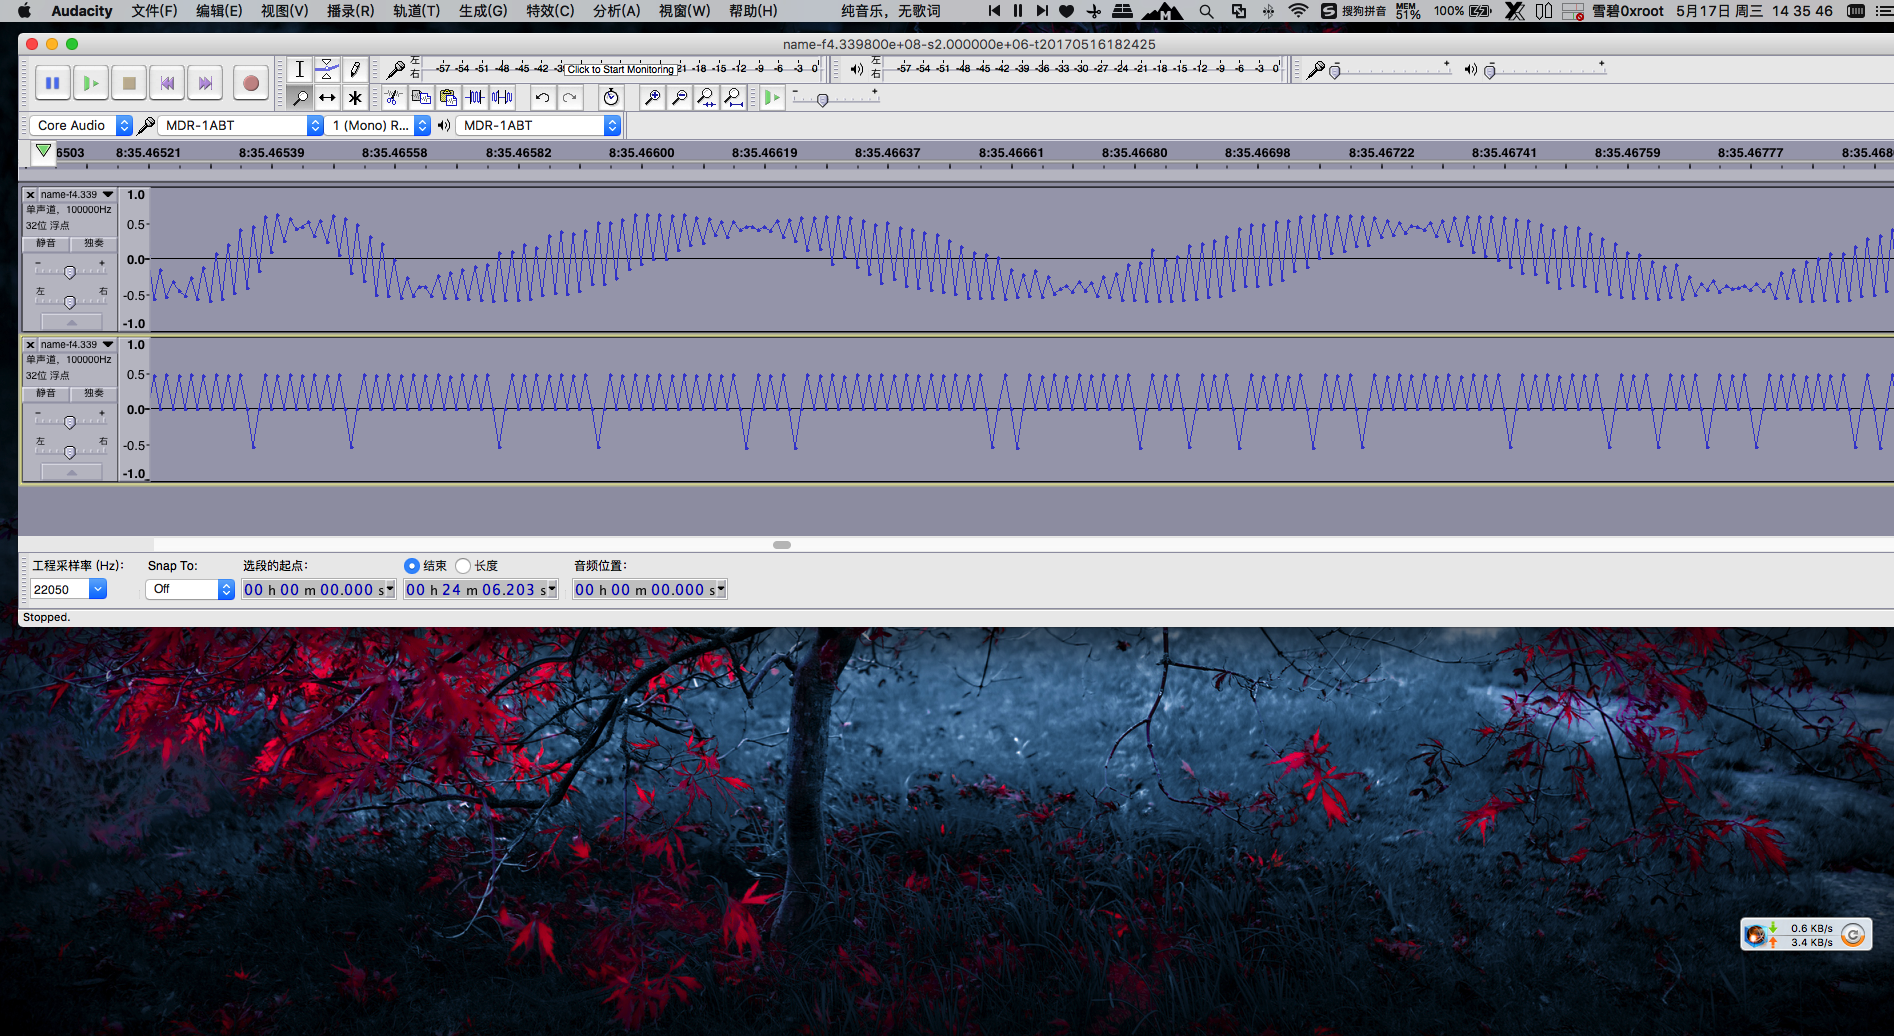 Audacity 文件(F) 编辑(E) 视图(V) 播录(R) 轨道(T) 生成(G) 特效(C) 分析(A) 視窗(W) 帮助(H) 纯音乐，无歌词 搜狗拼音 MEM 51% 100% 雪碧0xroot 5月17日 周三 14 35 46
name-f4.339800e+08-s2.000000e+06-t20170516182425
左 右 -57 -54 -51 -48 -45 -42 Click to Start Monitoring -18 -15 -12 -9 -6 -3 0
左 右 -57 -54 -51 -48 -45 -42 -39 -36 -33 -30 -27 -24 -21 -18 -15 -12 -9 -6 -3 0
Core Audio MDR-1ABT 1 (Mono) R... MDR-1ABT
6503 8:35.46521 8:35.46539 8:35.46558 8:35.46582 8:35.46600 8:35.46619 8:35.46637 8:35.46661 8:35.46680 8:35.46698 8:35.46722 8:35.46741 8:35.46759 8:35.46777 8:35.468
name-f4.339 1.0
单声道，100000Hz
32位 浮点 0.5
静音 独奏
0.0
左 右 -0.5
-1.0
name-f4.339 1.0
单声道，100000Hz
32位 浮点 0.5
静音 独奏
0.0
左 右 -0.5
-1.0
工程采样率 (Hz): Snap To: 选段的起点: 结束 长度 音频位置:
22050 Off 00 h 00 m 00.000 s 00 h 24 m 06.203 s 00 h 00 m 00.000 s
Stopped.
0.6 KB/s
3.4 KB/s